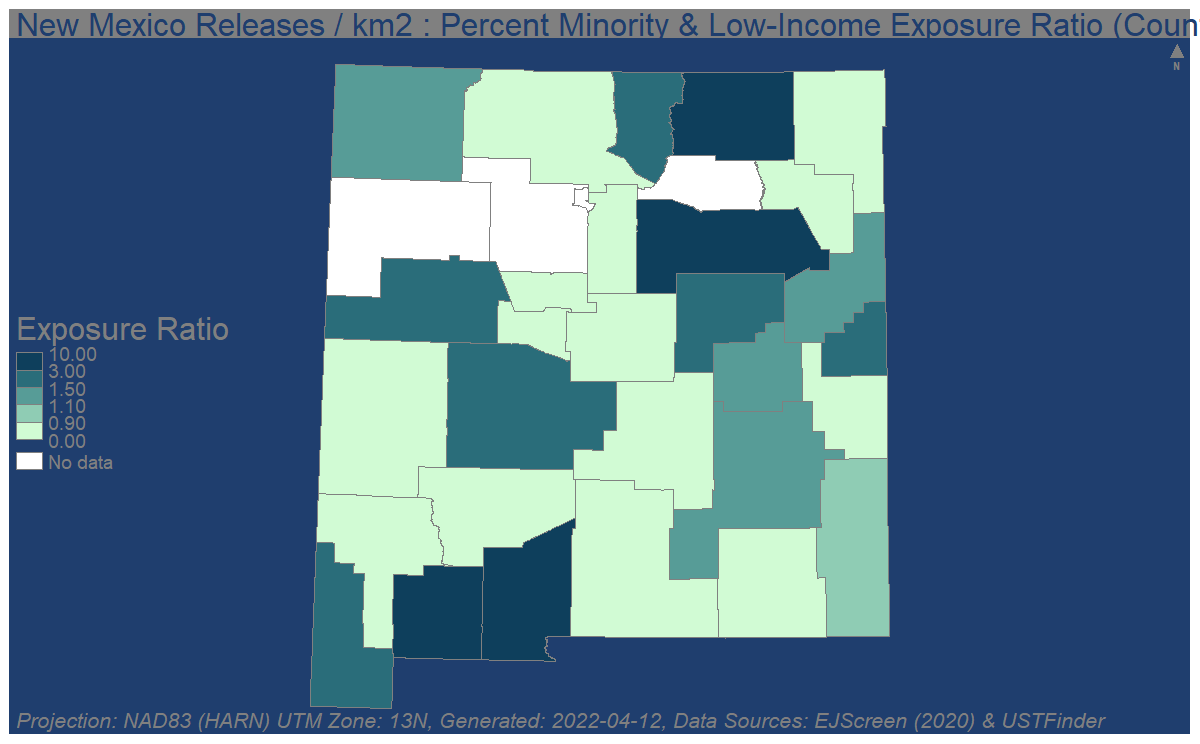 New Mexico Releases / km2 : Percent Minority & Low-Income Exposure Ratio (Coun
N
Exposure Ratio
10.00
3.00
1.50
1.10
0.90
0.00
No data
Projection: NAD83 (HARN) UTM Zone: 13N, Generated: 2022-04-12, Data Sources: EJScreen (2020) & USTFinder